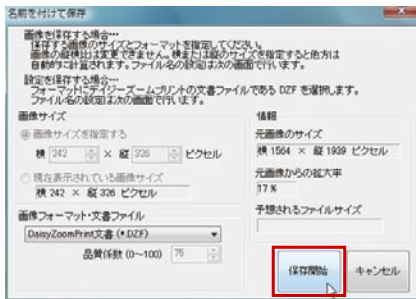 名前を付けて保存
画像を保存する場合…
保存する画像のサイズとフォーマットを指定してください。
画像の縦横比は変更できません。横または縦のサイズを指定すると他方は
自動的に計算されます。ファイル名の設定は次の画面で行います。
設定を保存する場合…
フォーマットにデイジーズームプリントの文書ファイルである DZF を選択します。
ファイル名の設定は次の画面で行います。
画像サイズ
画像サイズを指定する
横 242 × 縦 326 ピクセル
現在表示されている画像サイズ
横 242 × 縦 326 ピクセル
画像フォーマット・文書ファイル
DaisyZoomPrint文書 (*.DZF)
品質係数 (0~100) 75
情報
元画像のサイズ
横 1564 × 縦 1939 ピクセル
元画像からの拡大率
17 %
予想されるファイルサイズ
保存開始
キャンセル